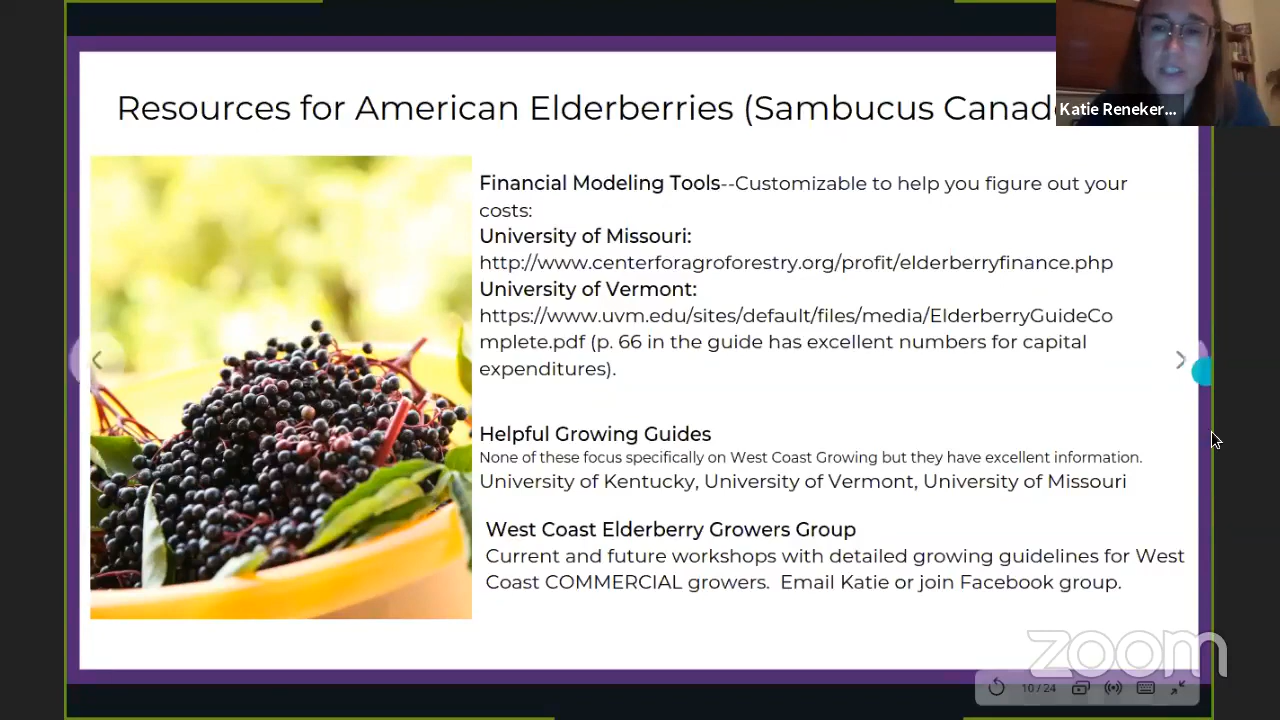 Resources for American Elderberries (Sambucus Canad
Katie Reneker...
Financial Modeling Tools--Customizable to help you figure out your
costs:
University of Missouri:
http://www.centerforagroforestry.org/profit/elderberryfinance.php
University of Vermont:
https://www.uvm.edu/sites/default/files/media/ElderberryGuideCo
mplete.pdf (p. 66 in the guide has excellent numbers for capital
expenditures).
Helpful Growing Guides
None of these focus specifically on West Coast Growing but they have excellent information.
University of Kentucky, University of Vermont, University of Missouri
West Coast Elderberry Growers Group
Current and future workshops with detailed growing guidelines for West
Coast COMMERCIAL growers.  Email Katie or join Facebook group.
zoom
10 / 24